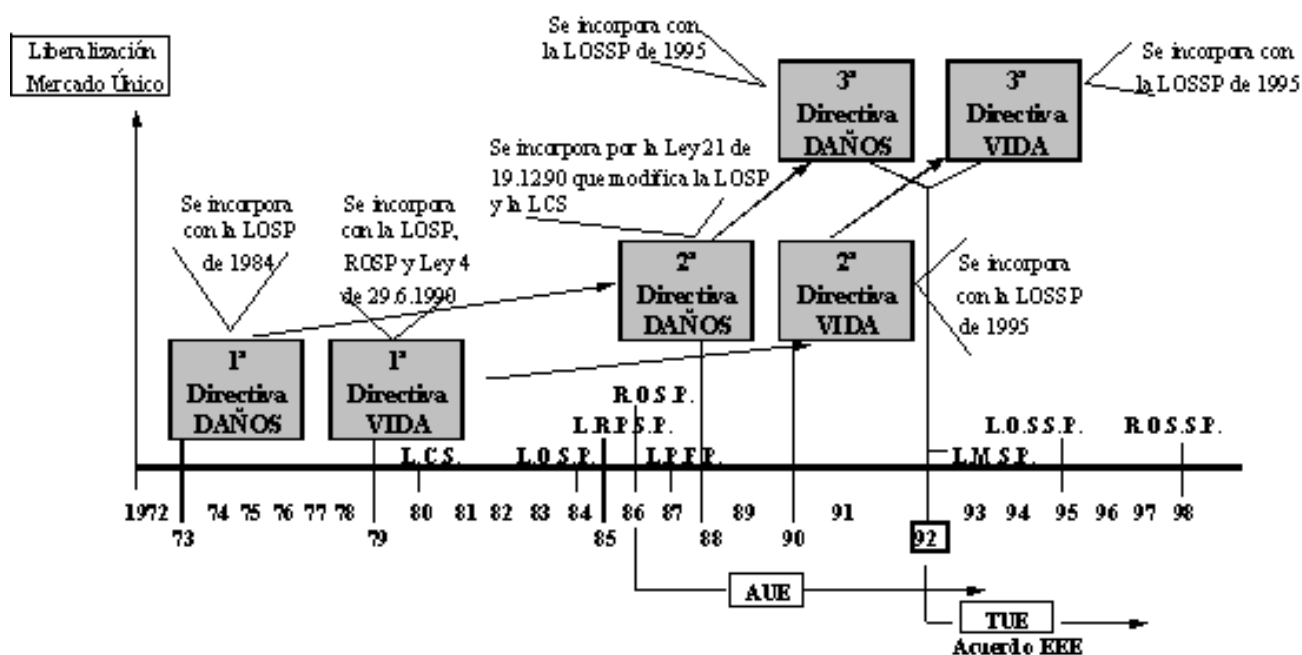 Liberalización
Mercado Único
Se incorpora con
la LOSSP de 1995
Se incorpora con
la LOSSP de 1995
3ª
Directiva
DAÑOS
3ª
Directiva
VIDA
Se incorpora por la Ley 21 de
19.12.90 que modifica la LOSP
y la LCS
Se incorpora
con la LOSP
de 1984
Se incorpora
con la LOSP,
ROSP y Ley 4
de 29.6.1990
2ª
Directiva
DAÑOS
2ª
Directiva
VIDA
Se incorpora
con la LOSSP
de 1995
1ª
Directiva
DAÑOS
1ª
Directiva
VIDA
R.O.S.P.
L.R.P.S.P.
L.O.S.S.P.
R.O.S.S.P.
L.C.S.
L.O.S.P.
L.P.F.P.
L.M.S.P.
1972 74 75 76 77 78 80 81 82 83 84 86 87 89 91 93 94 95 96 97 98
73 79 85 88 90 92
AUE
TUE
Acuerdo EEE